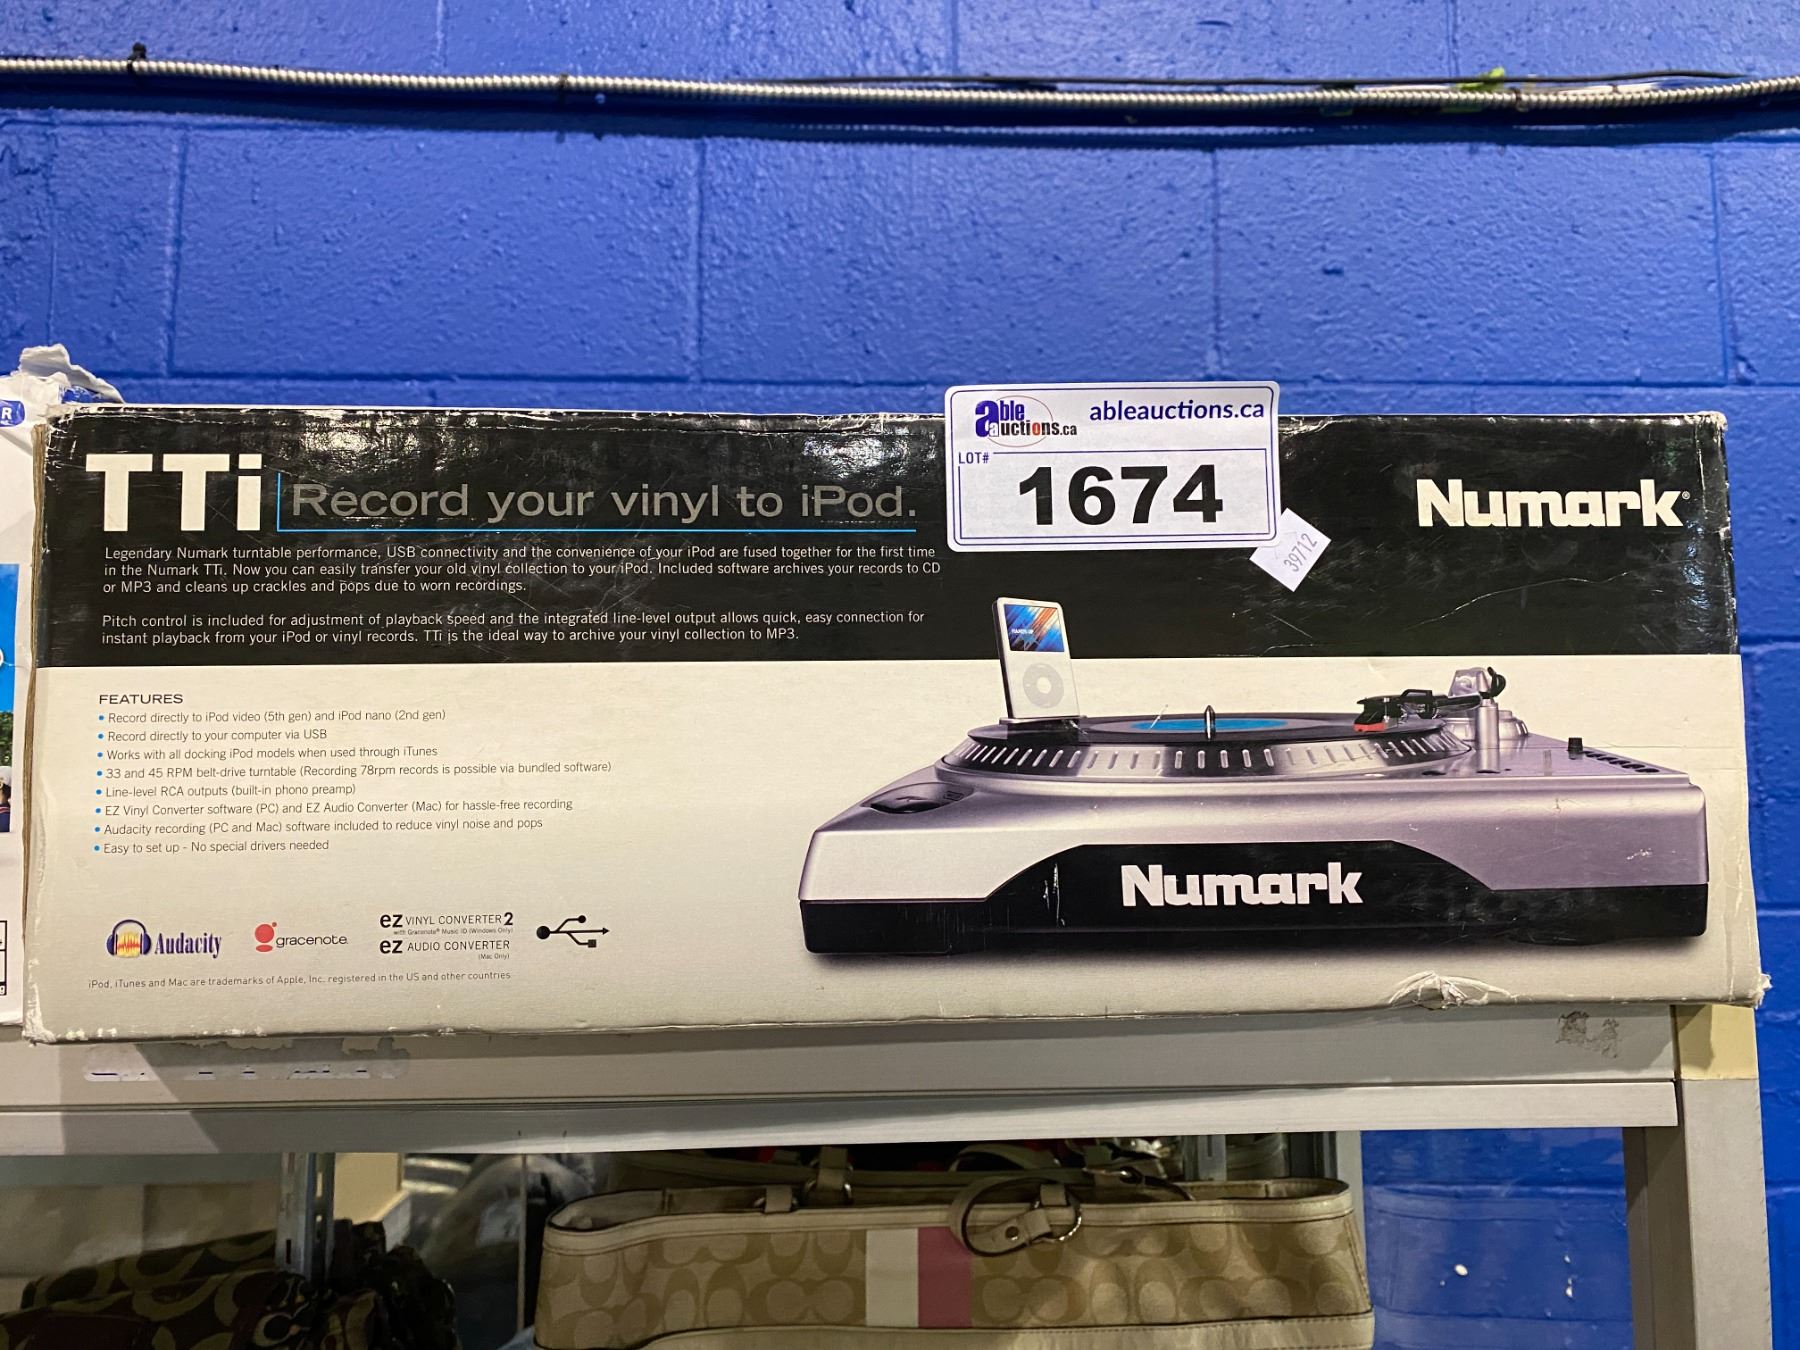 able
auctions.ca
ableauctions.ca
LOT#
1674
39712
R
TTi
Record your vinyl to iPod.
Numark®
Legendary Numark turntable performance, USB connectivity and the convenience of your iPod are fused together for the first time
in the Numark TTi. Now you can easily transfer your old vinyl collection to your iPod. Included software archives your records to CD
or MP3 and cleans up crackles and pops due to worn recordings.
Pitch control is included for adjustment of playback speed and the integrated line-level output allows quick, easy connection for
instant playback from your iPod or vinyl records. TTi is the ideal way to archive your vinyl collection to MP3.
FEATURES
• Record directly to iPod video (5th gen) and iPod nano (2nd gen)
• Record directly to your computer via USB
• Works with all docking iPod models when used through iTunes
• 33 and 45 RPM belt-drive turntable (Recording 78rpm records is possible via bundled software)
• Line-level RCA outputs (built-in phono preamp)
• EZ Vinyl Converter software (PC) and EZ Audio Converter (Mac) for hassle-free recording
• Audacity recording (PC and Mac) software included to reduce vinyl noise and pops
• Easy to set up - No special drivers needed
Numark
Audacity
gracenote.
ez VINYL CONVERTER 2
with Gracenote® Music ID (Windows Only)
ez AUDIO CONVERTER
(Mac Only)
iPod, iTunes and Mac are trademarks of Apple, Inc. registered in the US and other countries